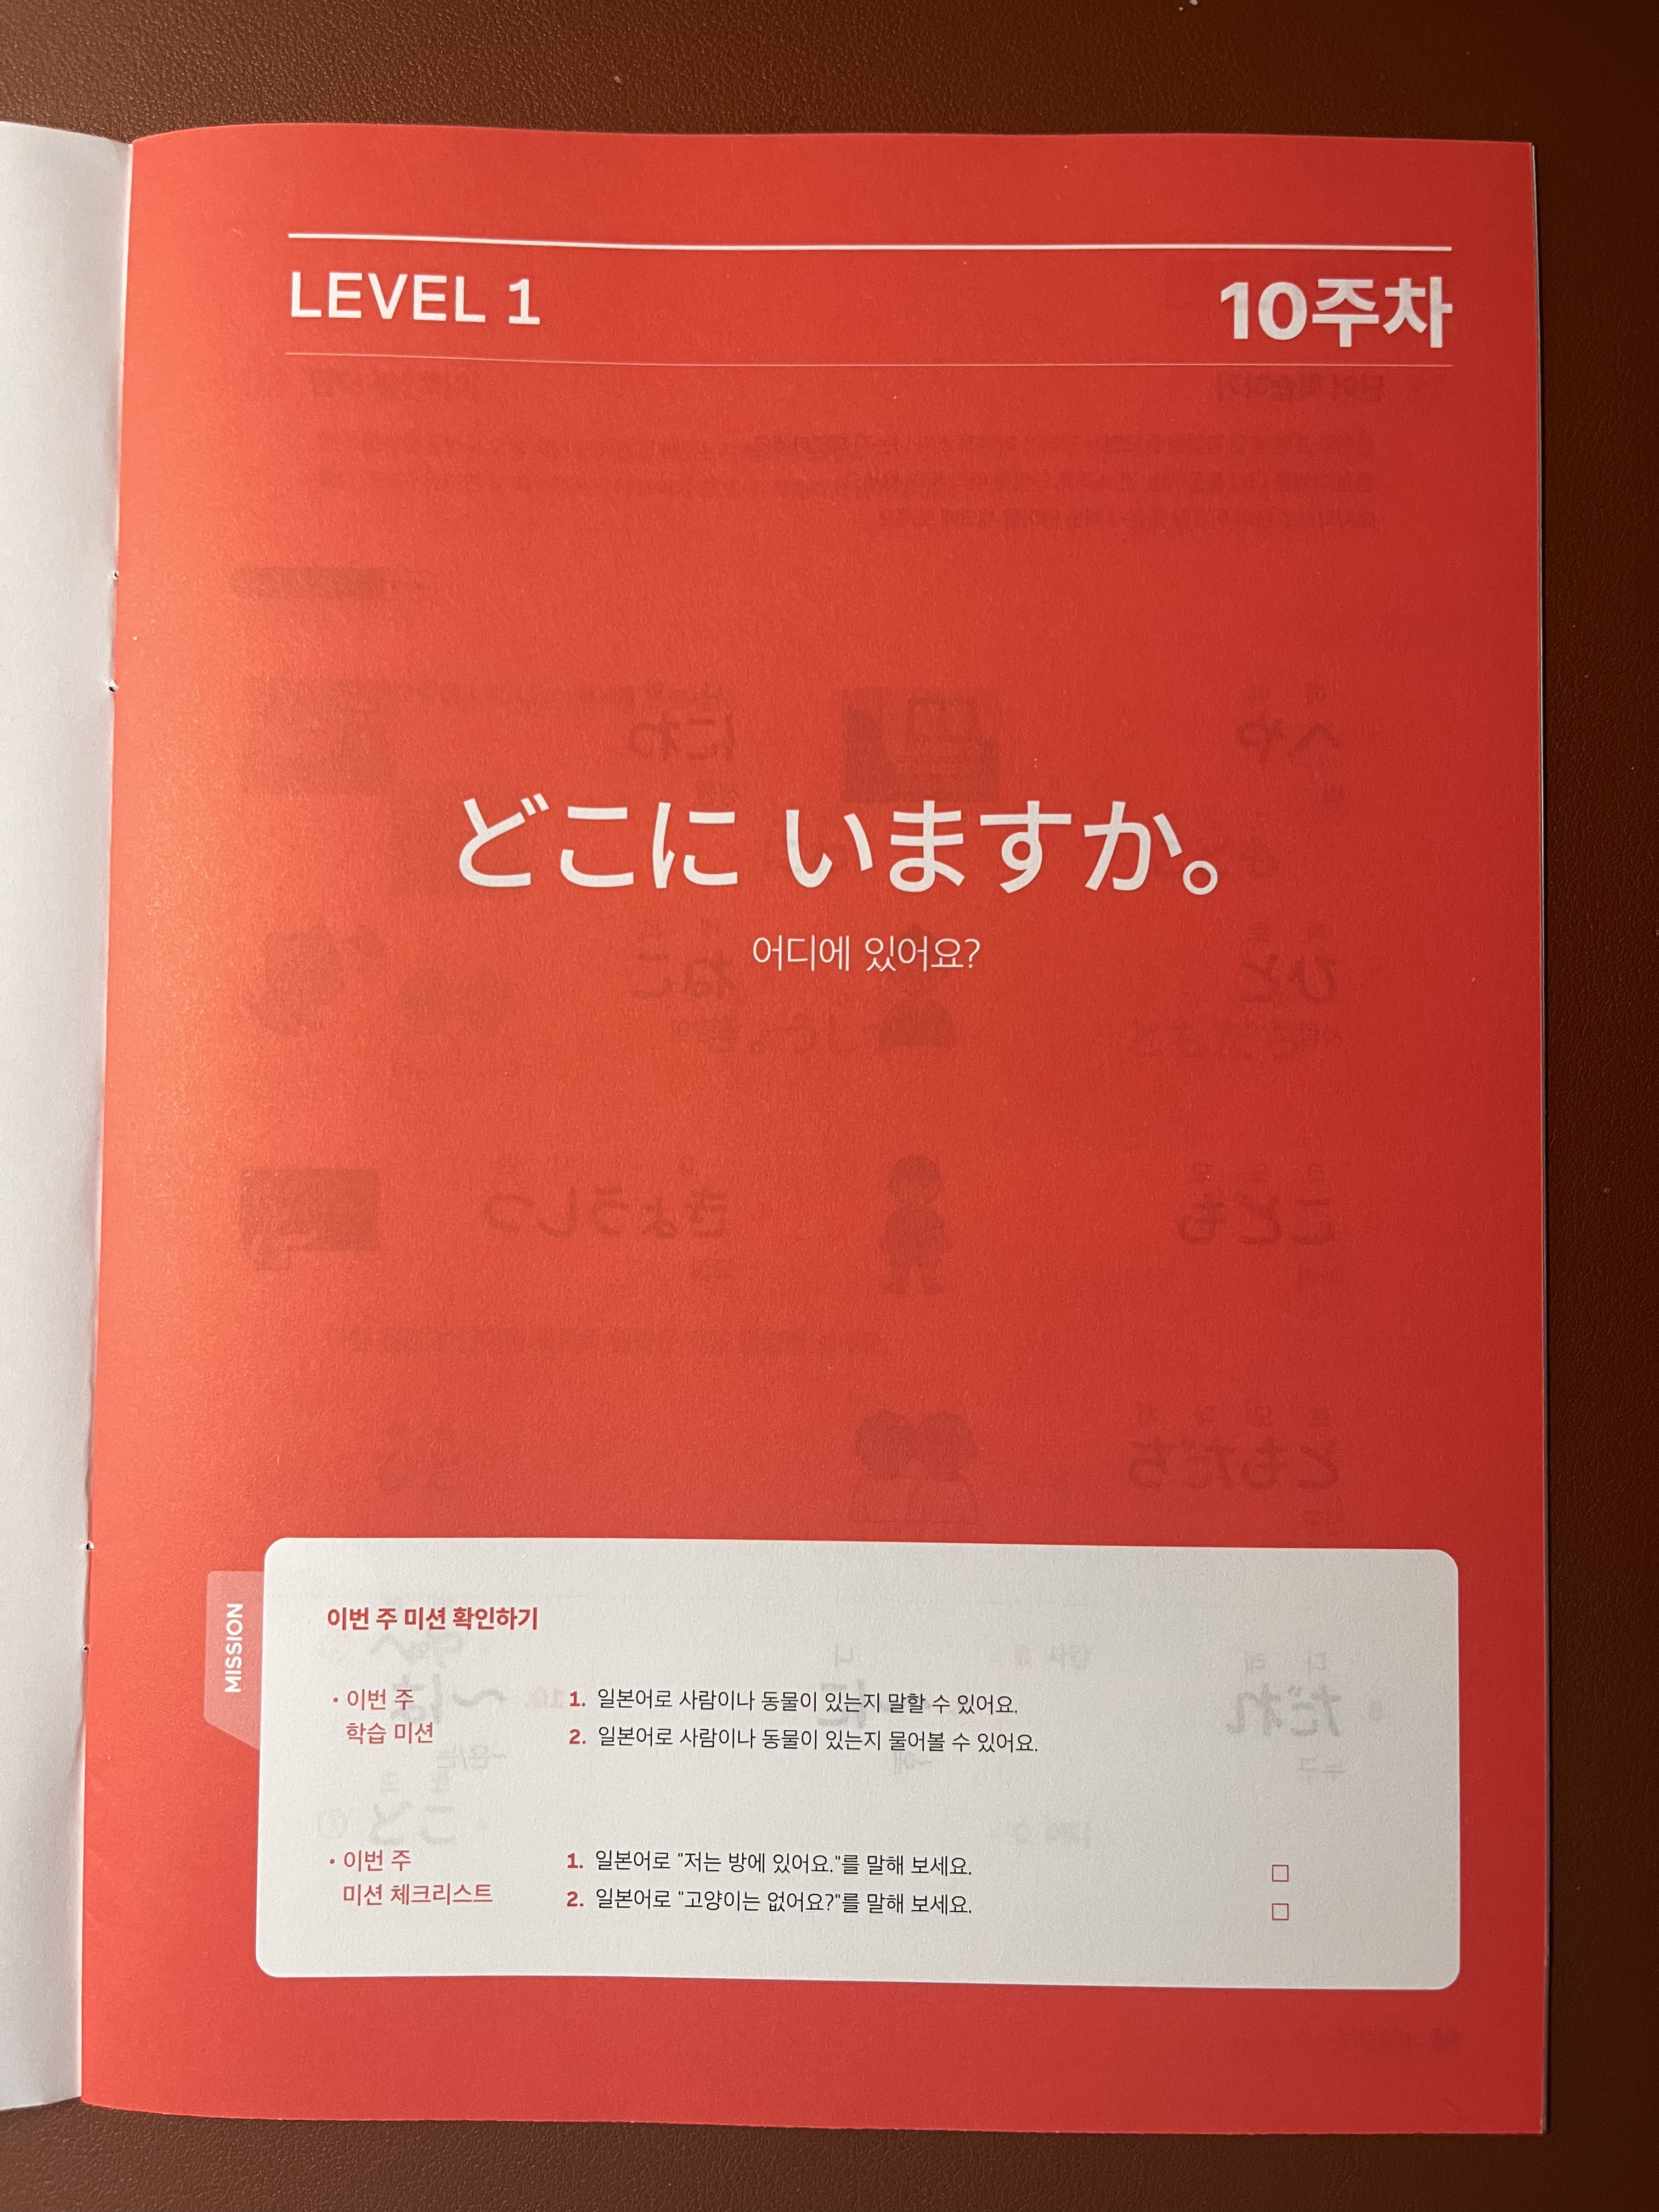 LEVEL 1
10주차
どこに いますか。
어디에 있어요?
MISSION
이번 주 미션 확인하기
• 이번 주
학습 미션
1. 일본어로 사람이나 동물이 있는지 말할 수 있어요.
2. 일본어로 사람이나 동물이 있는지 물어볼 수 있어요.
• 이번 주
미션 체크리스트
1. 일본어로 "저는 방에 있어요."를 말해 보세요. □
2. 일본어로 "고양이는 없어요?"를 말해 보세요. □